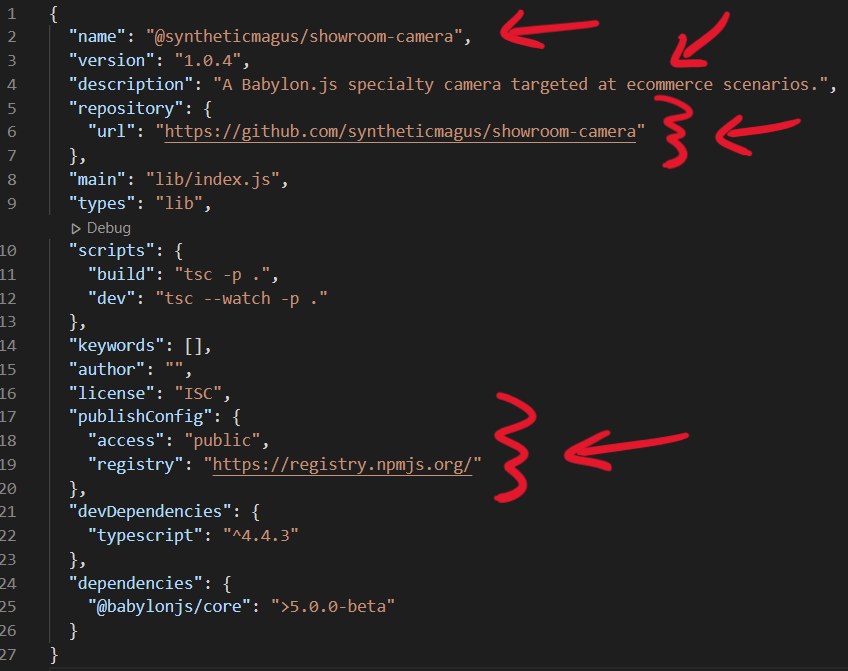 1 {
2 "name": "@syntheticmagus/showroom-camera",
3 "version": "1.0.4",
4 "description": "A Babylon.js specialty camera targeted at ecommerce scenarios.",
5 "repository": {
6 "url": "https://github.com/syntheticmagus/showroom-camera"
7 },
8 "main": "lib/index.js",
9 "types": "lib",
Debug
10 "scripts": {
11 "build": "tsc -p .",
12 "dev": "tsc --watch -p ."
13 },
14 "keywords": [],
15 "author": "",
16 "license": "ISC",
17 "publishConfig": {
18 "access": "public",
19 "registry": "https://registry.npmjs.org/"
20 },
21 "devDependencies": {
22 "typescript": "^4.4.3"
23 },
24 "dependencies": {
25 "@babylonjs/core": ">5.0.0-beta"
26 }
27 }